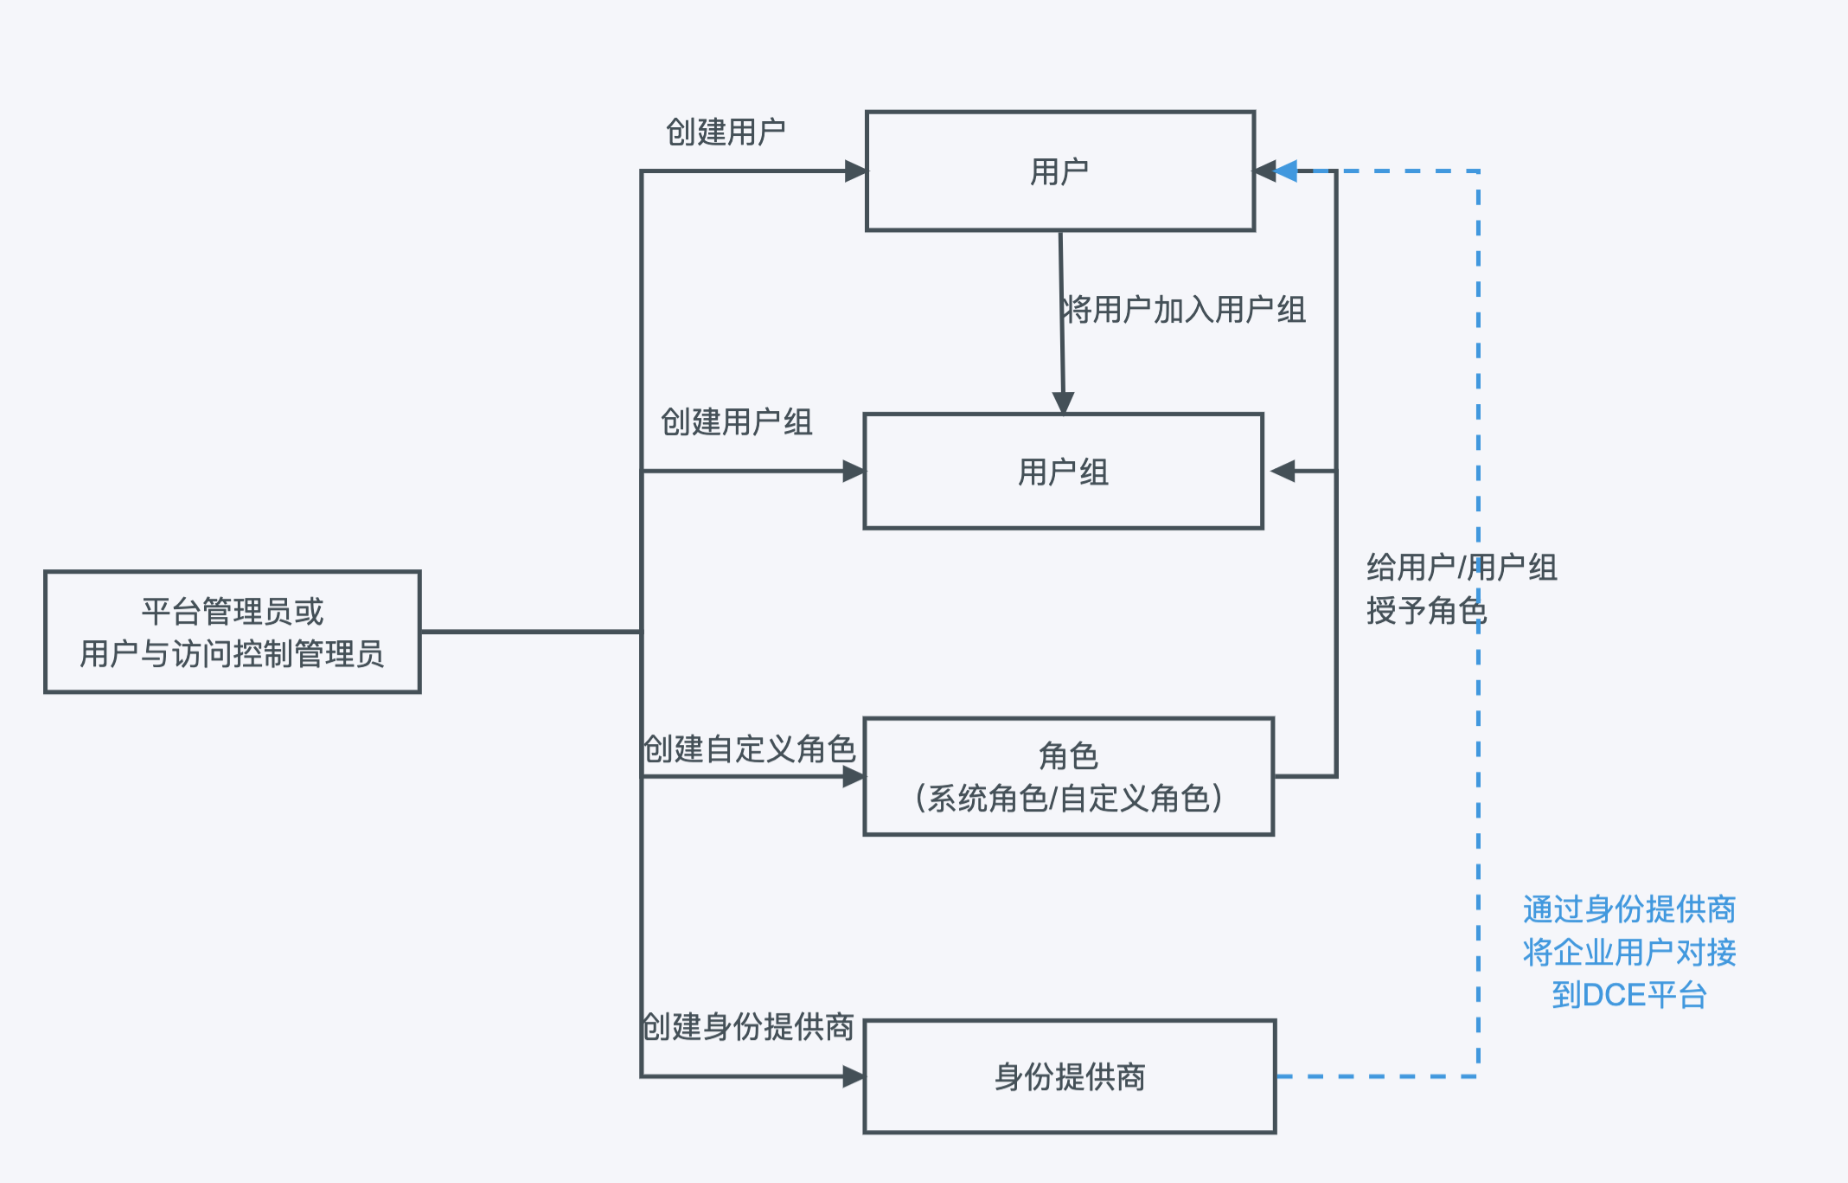 创建用户
用户
将用户加入用户组
创建用户组
用户组
给用户/用户组
授予角色
平台管理员或
用户与访问控制管理员
创建自定义角色
角色
（系统角色/自定义角色）
通过身份提供商
将企业用户对接
到DCE平台
创建身份提供商
身份提供商